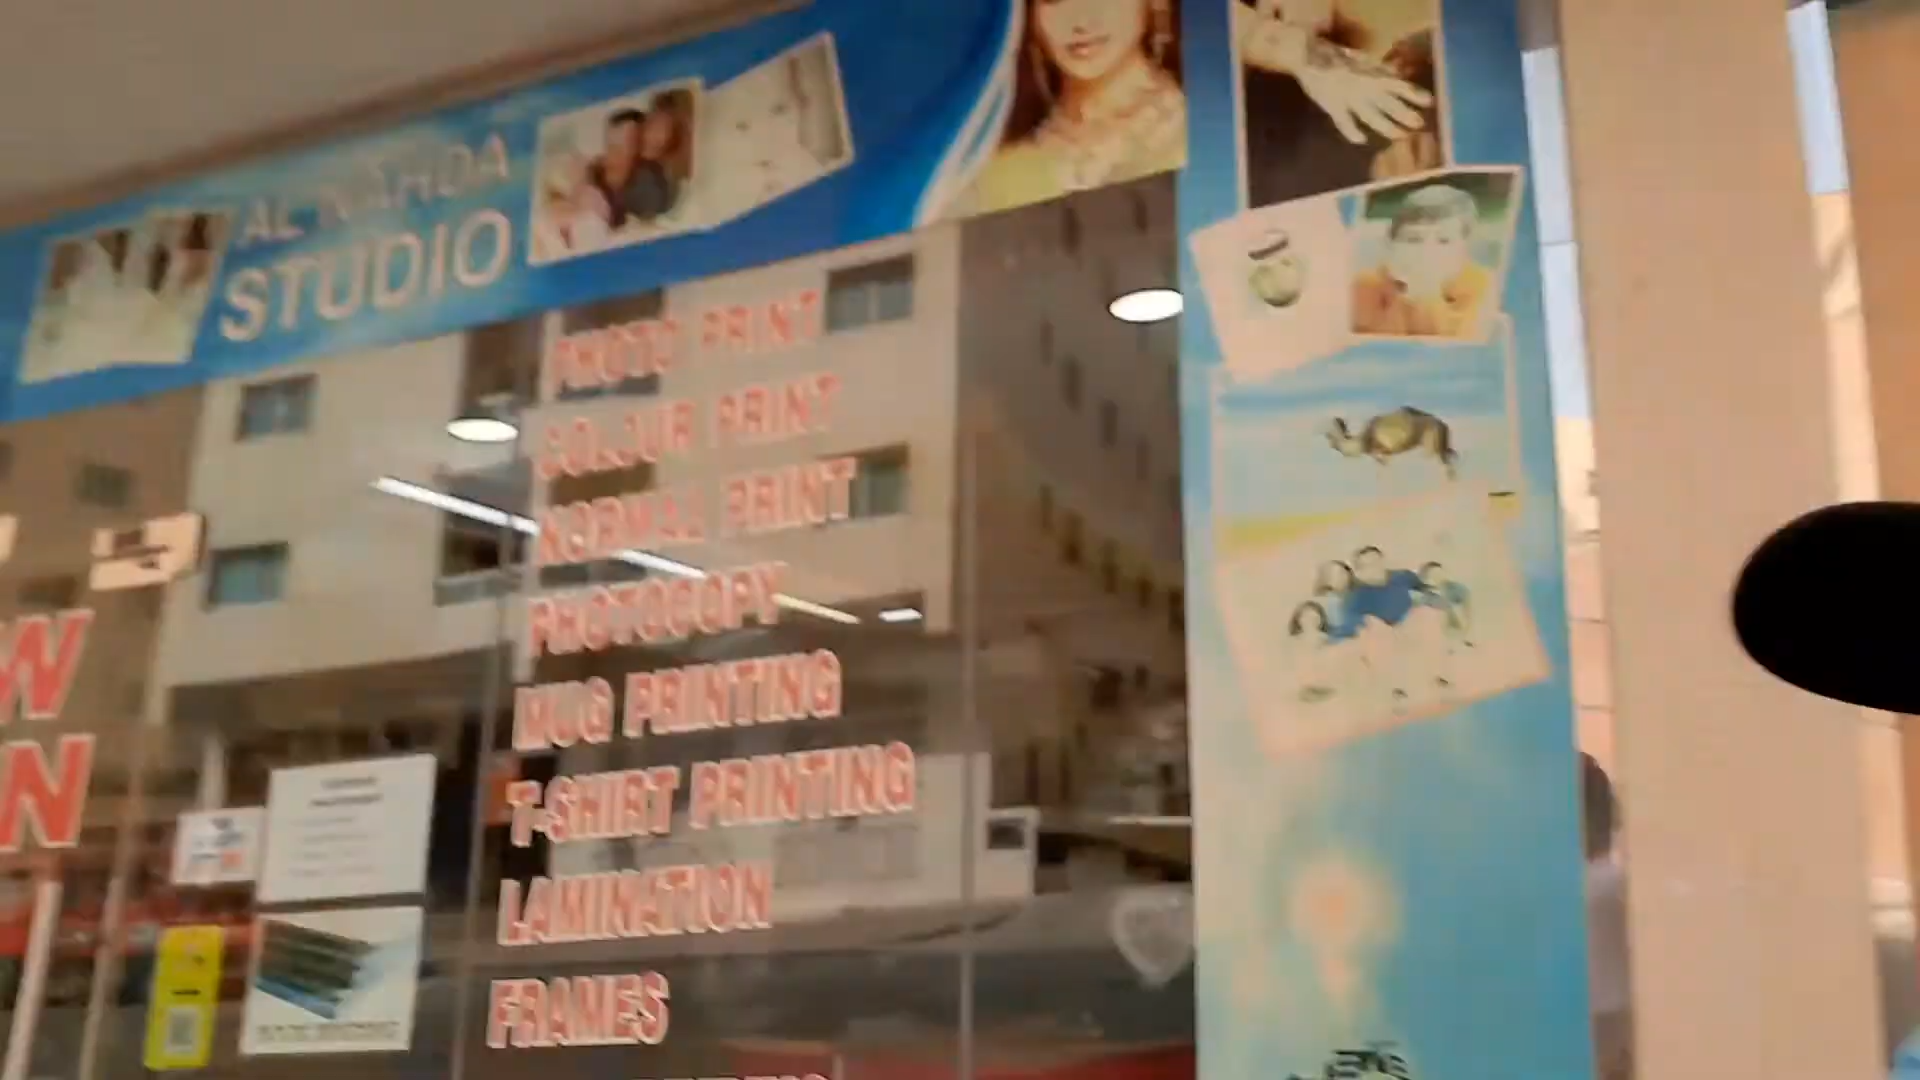 AL NAHDA
STUDIO
PHOTO PRINT
COLOUR PRINT
NORMAL PRINT
PHOTOCOPY
MUG PRINTING
T-SHIRT PRINTING
LAMINATION
FRAMES
W
N